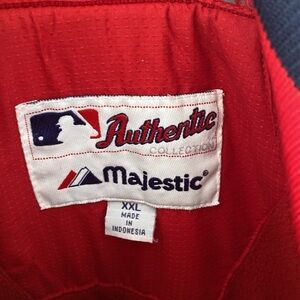 Authentic
COLLECTION
Majestic®
XXL
MADE
IN
INDONESIA